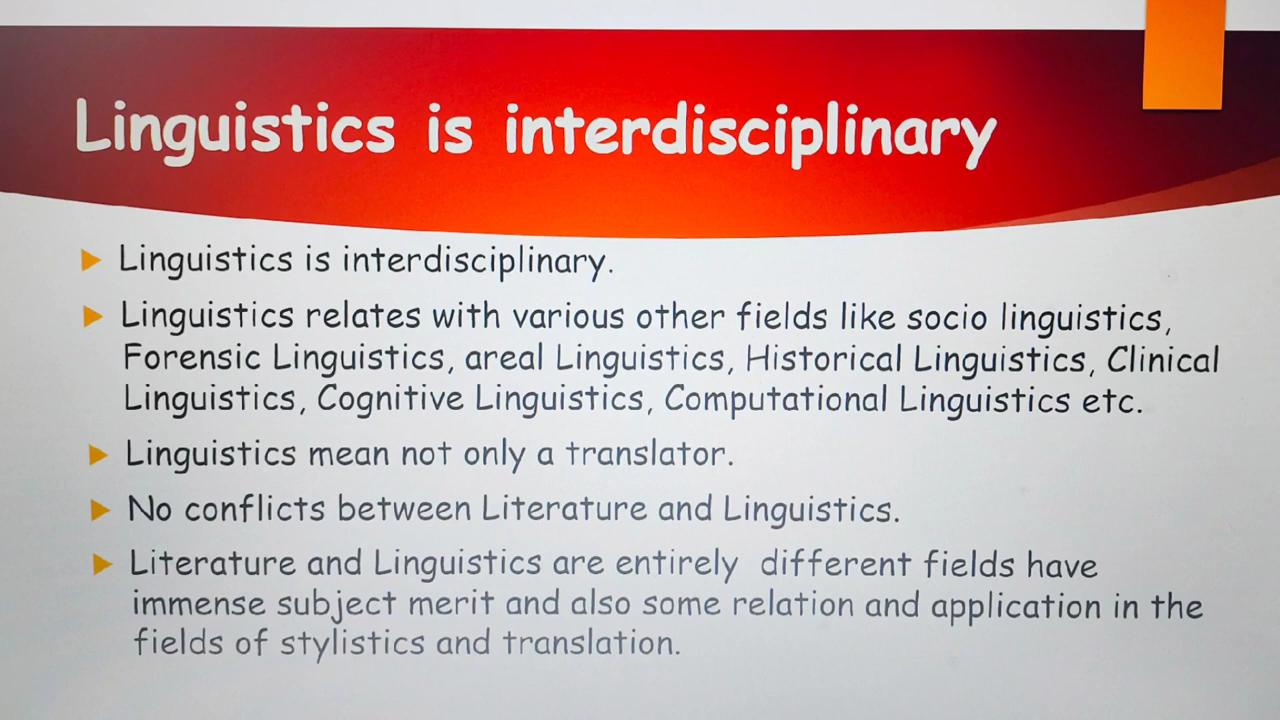 Linguistics is interdisciplinary
Linguistics is interdisciplinary.
Linguistics relates with various other fields like socio linguistics,
Forensic Linguistics, areal Linguistics, Historical Linguistics, Clinical
Linguistics, Cognitive Linguistics, Computational Linguistics etc.
Linguistics mean not only a translator.
No conflicts between Literature and Linguistics.
Literature and Linguistics are entirely different fields have
immense subject merit and also some relation and application in the
fields of stylistics and translation.